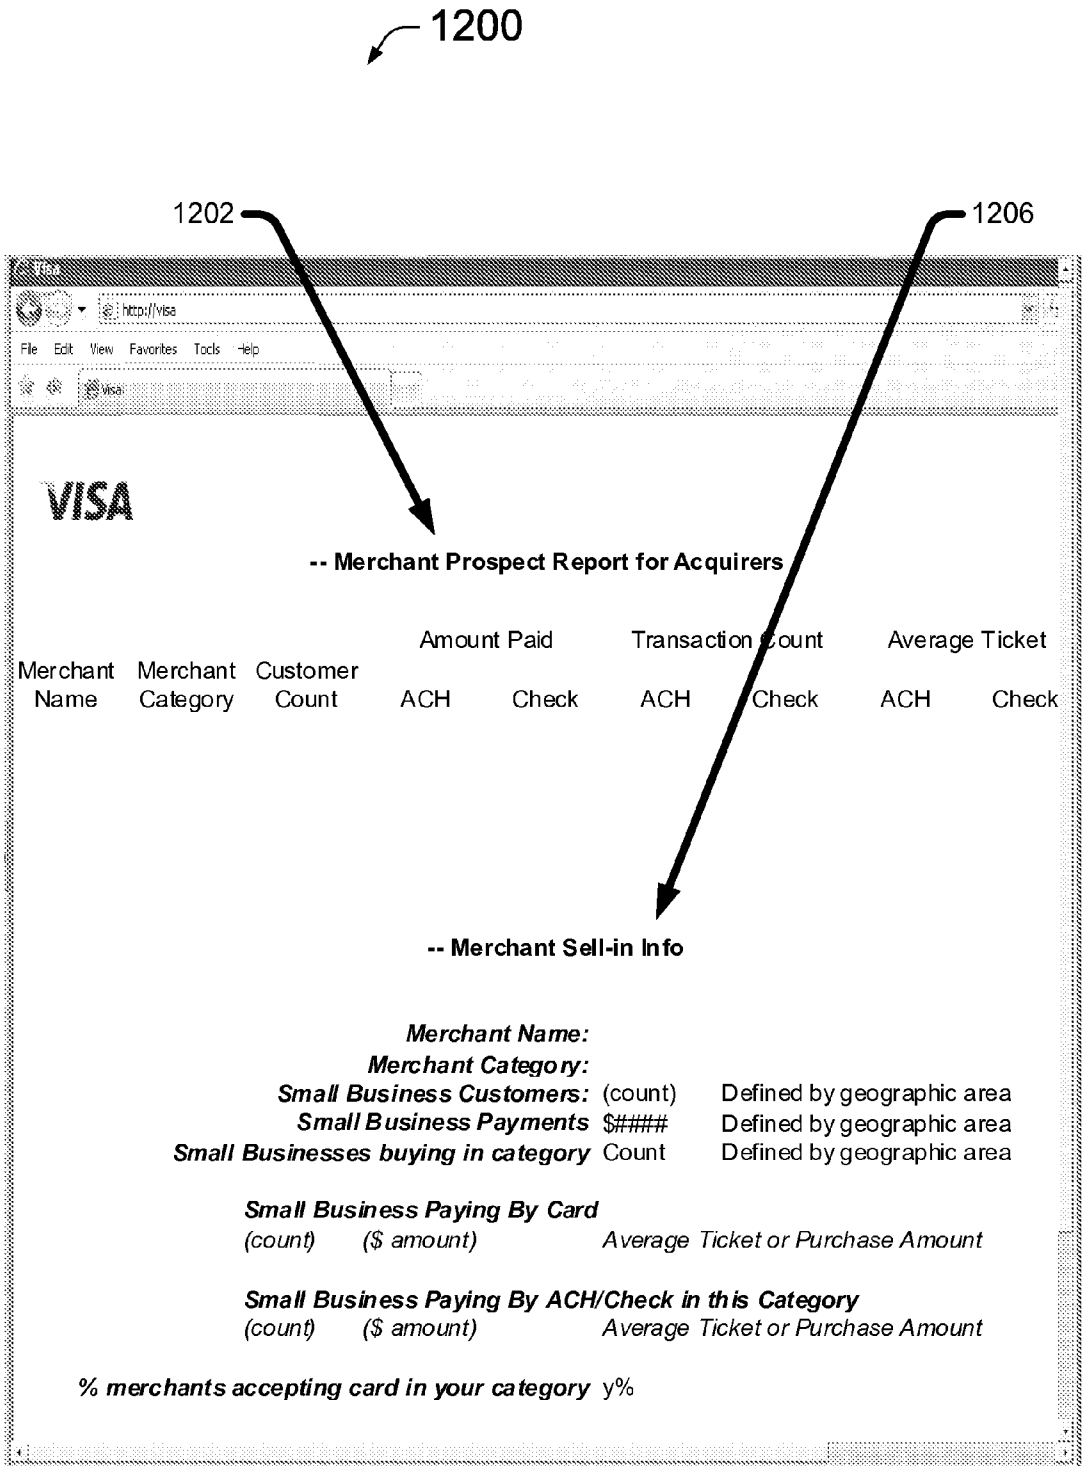 1200
1202
1206
Visa
http://visa
File Edit View Favorites Tools Help
Visa
VISA
-- Merchant Prospect Report for Acquirers
Amount Paid Transaction Count Average Ticket
Merchant Merchant Customer
Name Category Count ACH Check ACH Check ACH Check
-- Merchant Sell-in Info
Merchant Name:
Merchant Category:
Small Business Customers: (count) Defined by geographic area
Small Business Payments $#### Defined by geographic area
Small Businesses buying in category Count Defined by geographic area
Small Business Paying By Card
(count) ($ amount) Average Ticket or Purchase Amount
Small Business Paying By ACH/Check in this Category
(count) ($ amount) Average Ticket or Purchase Amount
% merchants accepting card in your category y%